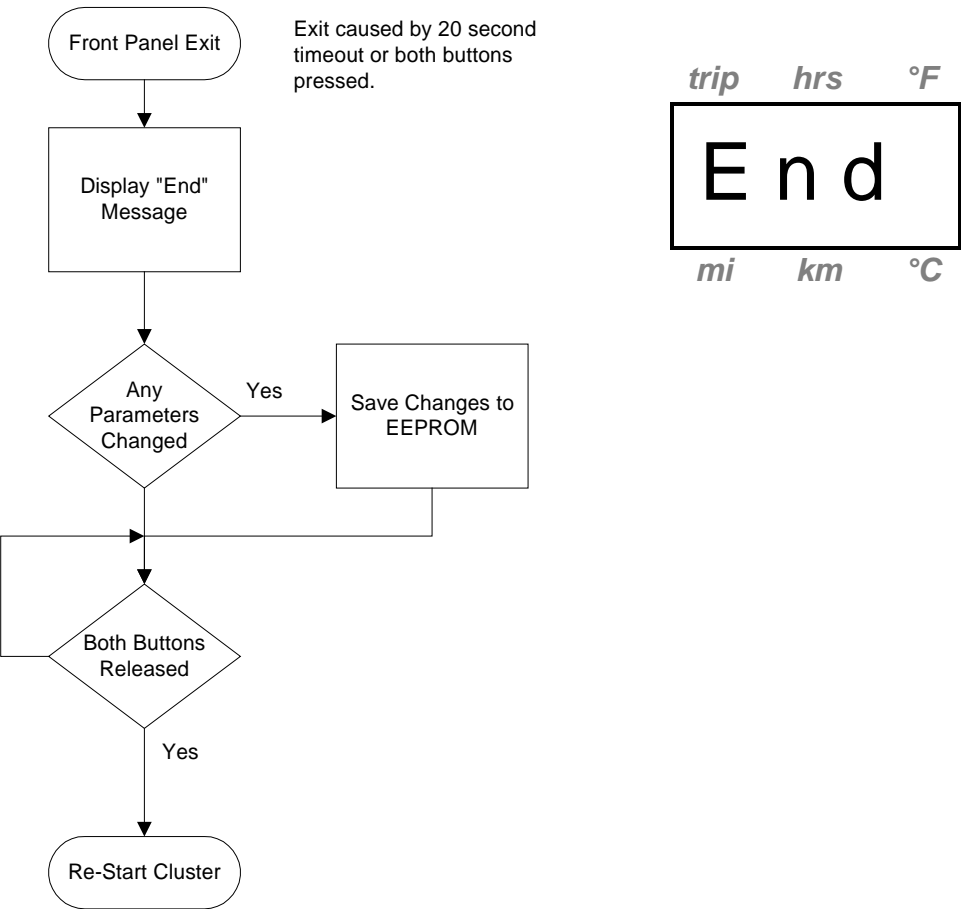 Front Panel Exit
Exit caused by 20 second
timeout or both buttons
pressed.
trip hrs °F
E n d
mi km °C
Display "End"
Message
Any
Parameters
Changed
Yes
Save Changes to
EEPROM
Both Buttons
Released
Yes
Re-Start Cluster